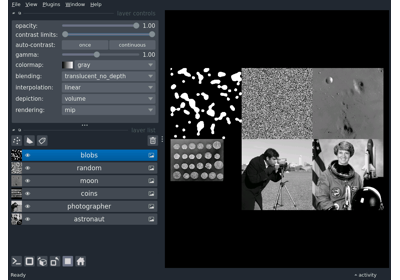 File View Plugins Window Help
layer controls
opacity: 1.00
contrast limits:
auto-contrast: once continuous
gamma: 1.00
colormap: gray
blending: translucent_no_depth
interpolation: linear
depiction: volume
rendering: mip
layer list
blobs
random
moon
coins
photographer
astronaut
Ready
activity